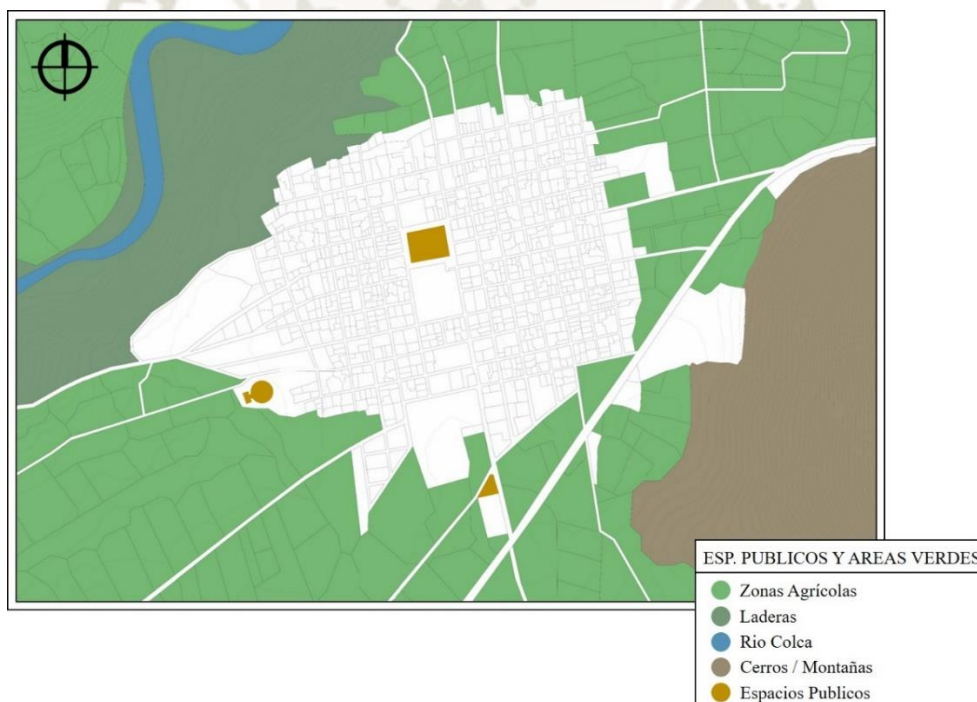 ESP. PUBLICOS Y AREAS VERDES
Zonas Agrícolas
Laderas
Rio Colca
Cerros / Montañas
Espacios Publicos